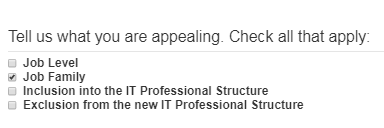 Tell us what you are appealing. Check all that apply:
Job Level
Job Family
Inclusion into the IT Professional Structure
Exclusion from the new IT Professional Structure